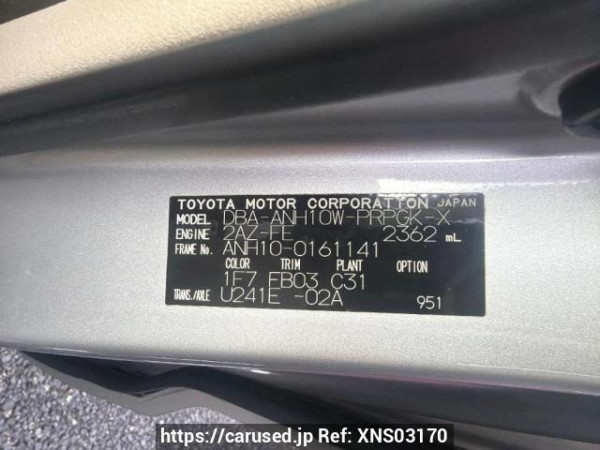 TOYOTA MOTOR CORPORATION JAPAN
MODEL DBA-ANH10W-PRPGK-X
ENGINE 2AZ-FE 2362 mL
FRAME No. ANH10-0161141
COLOR TRIM PLANT OPTION
1F7 FB03 C31
TRANS./AXLE U241E -02A 951
https://carused.jp Ref: XNS03170